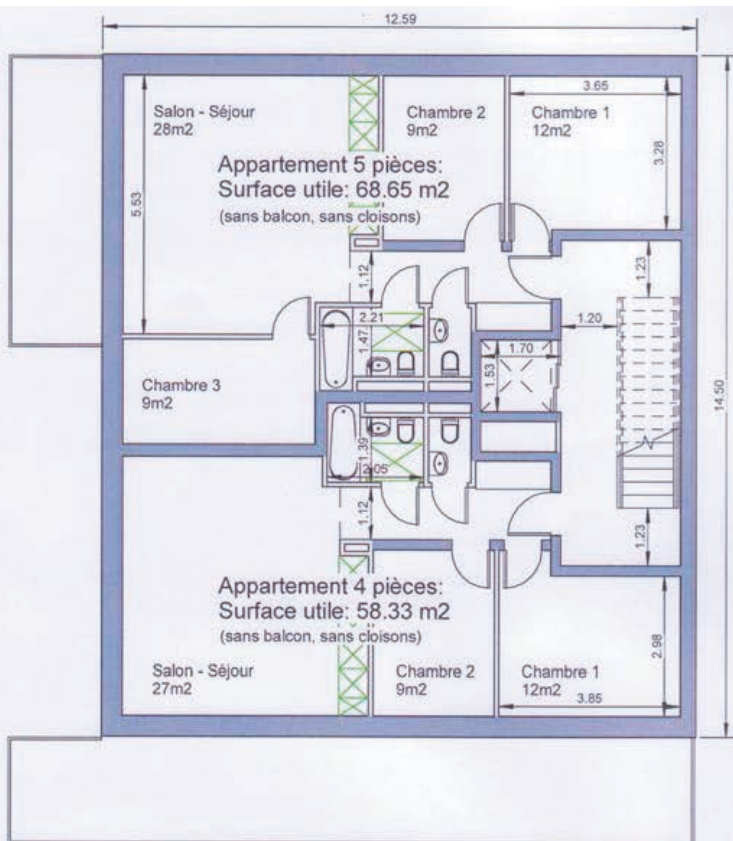 12.59
Salon - Séjour
28m2
Chambre 2
9m2
3.65
Chambre 1
12m2
3.28
Appartement 5 pièces:
Surface utile: 68.65 m2
(sans balcon, sans cloisons)
5.53
1.12
1.23
1.20
2.21
1.47
1.70
1.53
Chambre 3
9m2
14.50
1.39
2.05
1.12
1.23
Appartement 4 pièces:
Surface utile: 58.33 m2
(sans balcon, sans cloisons)
2.98
Salon - Séjour
27m2
Chambre 2
9m2
Chambre 1
12m2
3.85